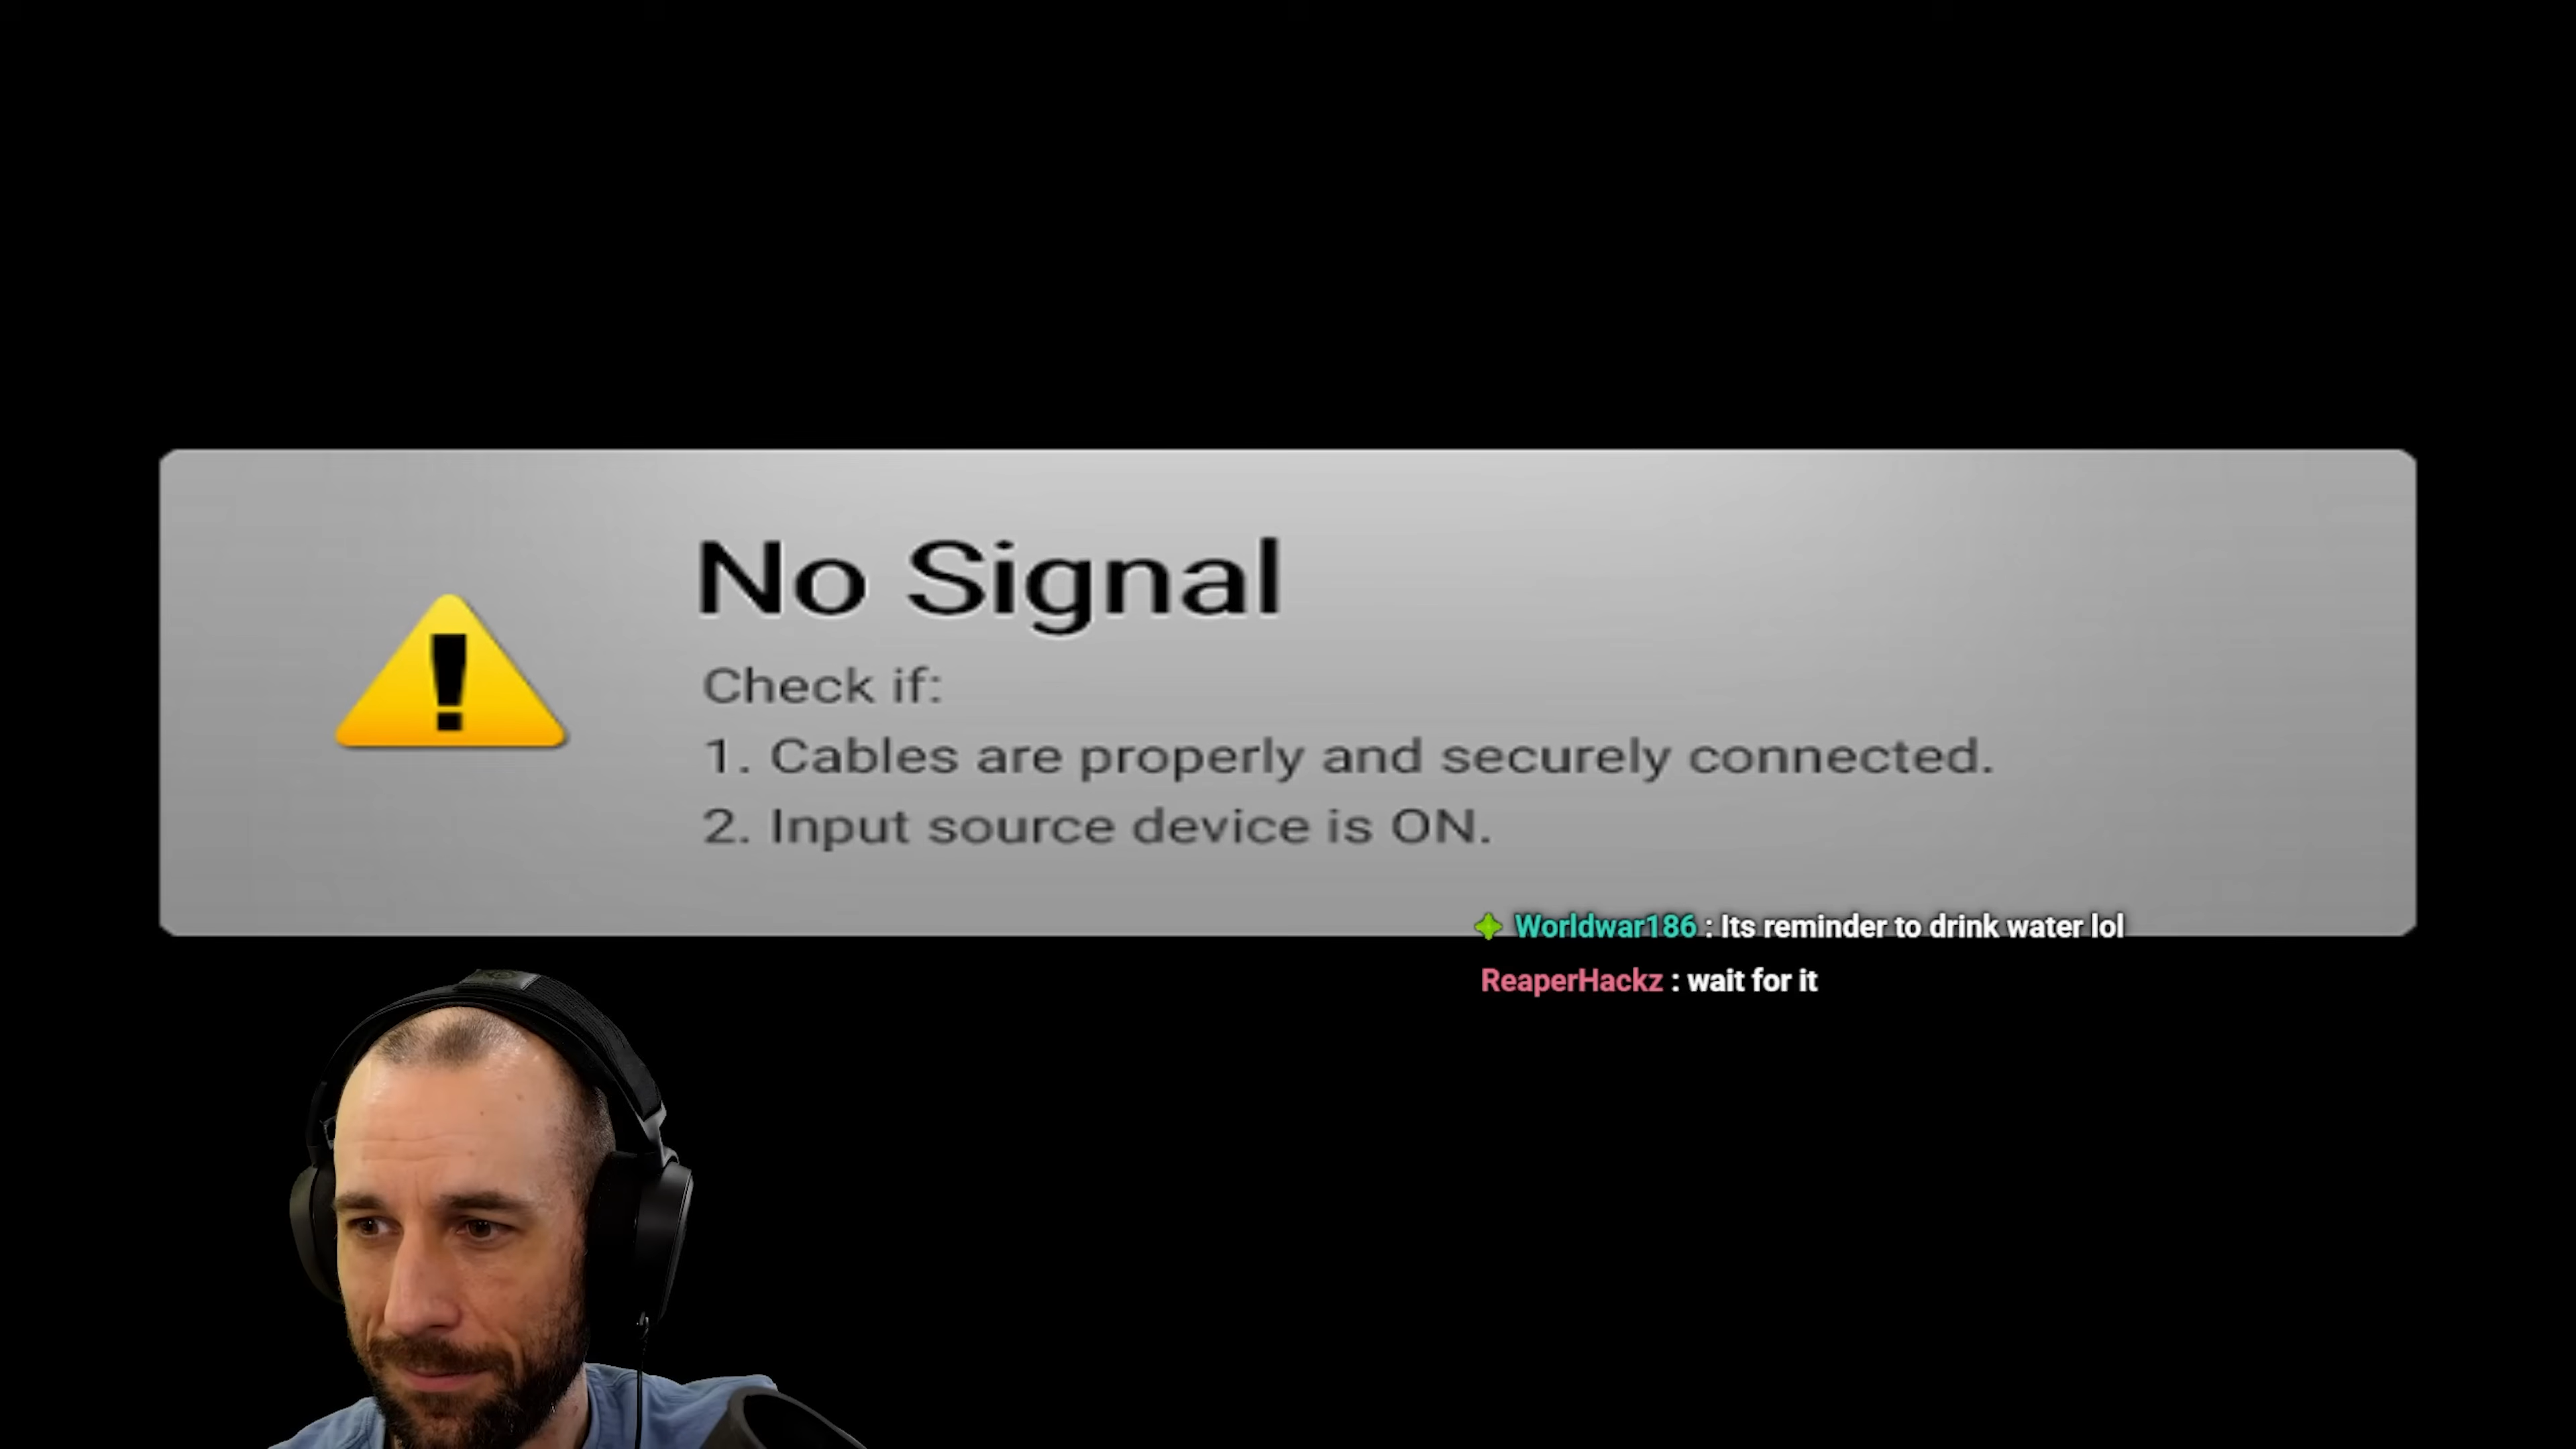 No Signal
Check if:
1. Cables are properly and securely connected.
2. Input source device is ON.
Worldwar186 : Its reminder to drink water lol
ReaperHackz : wait for it